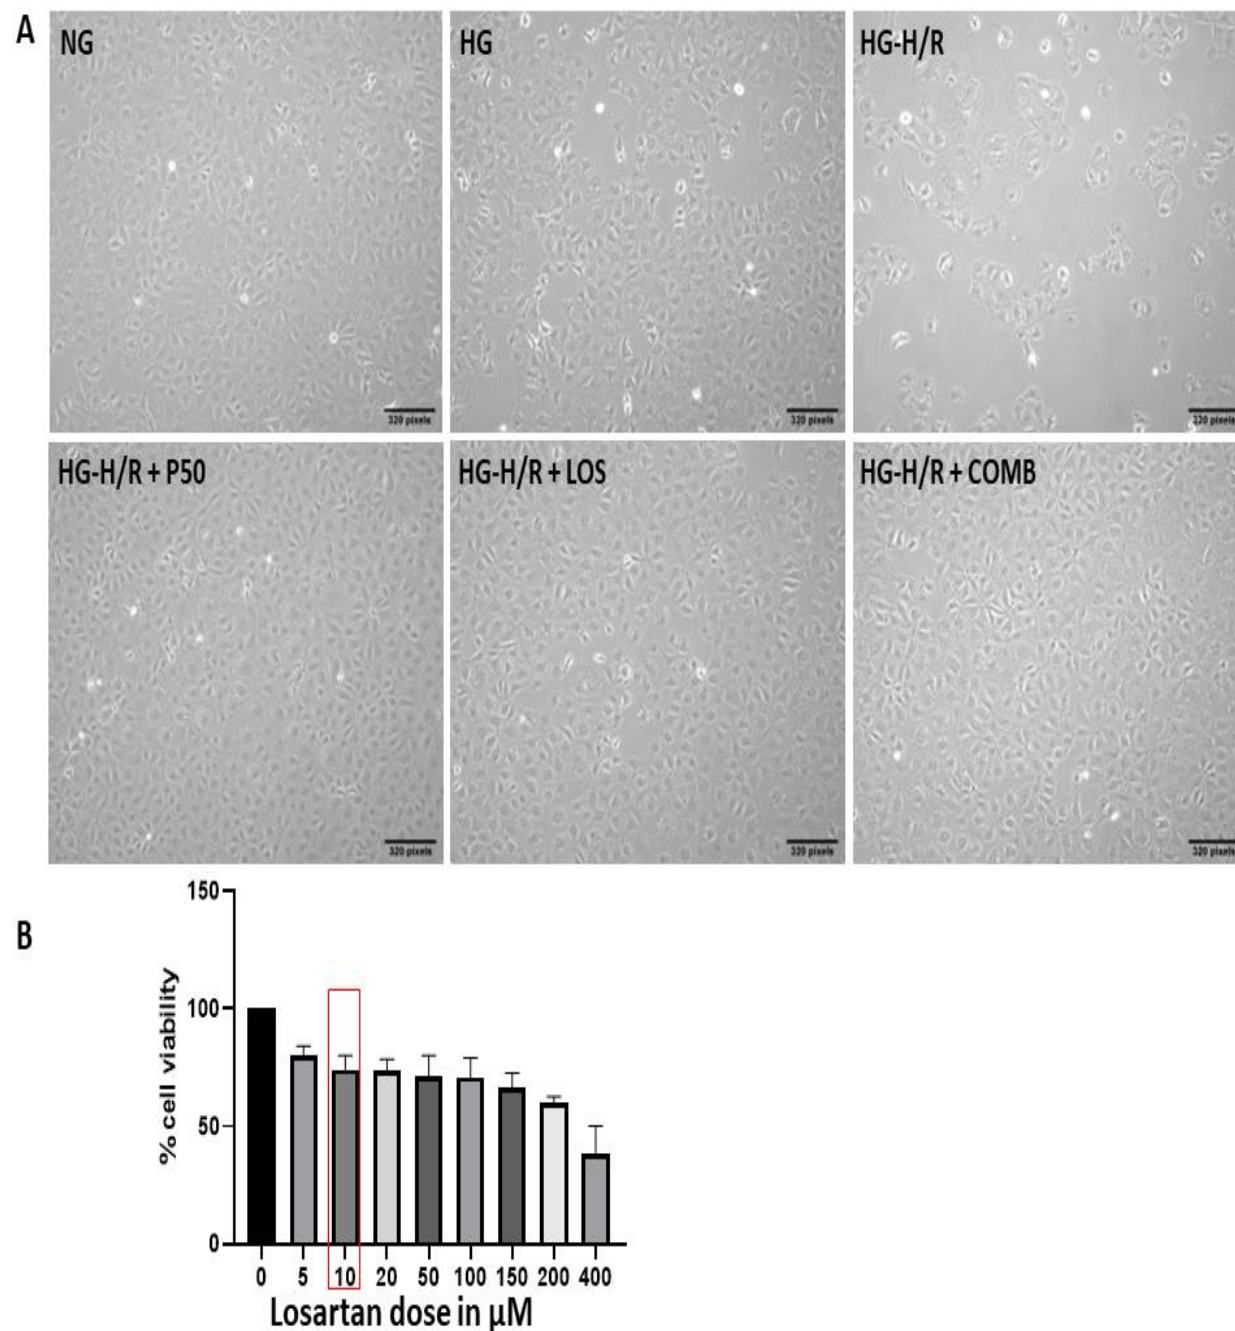 A
NG
HG
HG-H/R
320 pixels
320 pixels
320 pixels
HG-H/R + P50
HG-H/R + LOS
HG-H/R + COMB
320 pixels
320 pixels
320 pixels
B
% cell viability
150
100
50
0
0 5 10 20 50 100 150 200 400
Losartan dose in μM